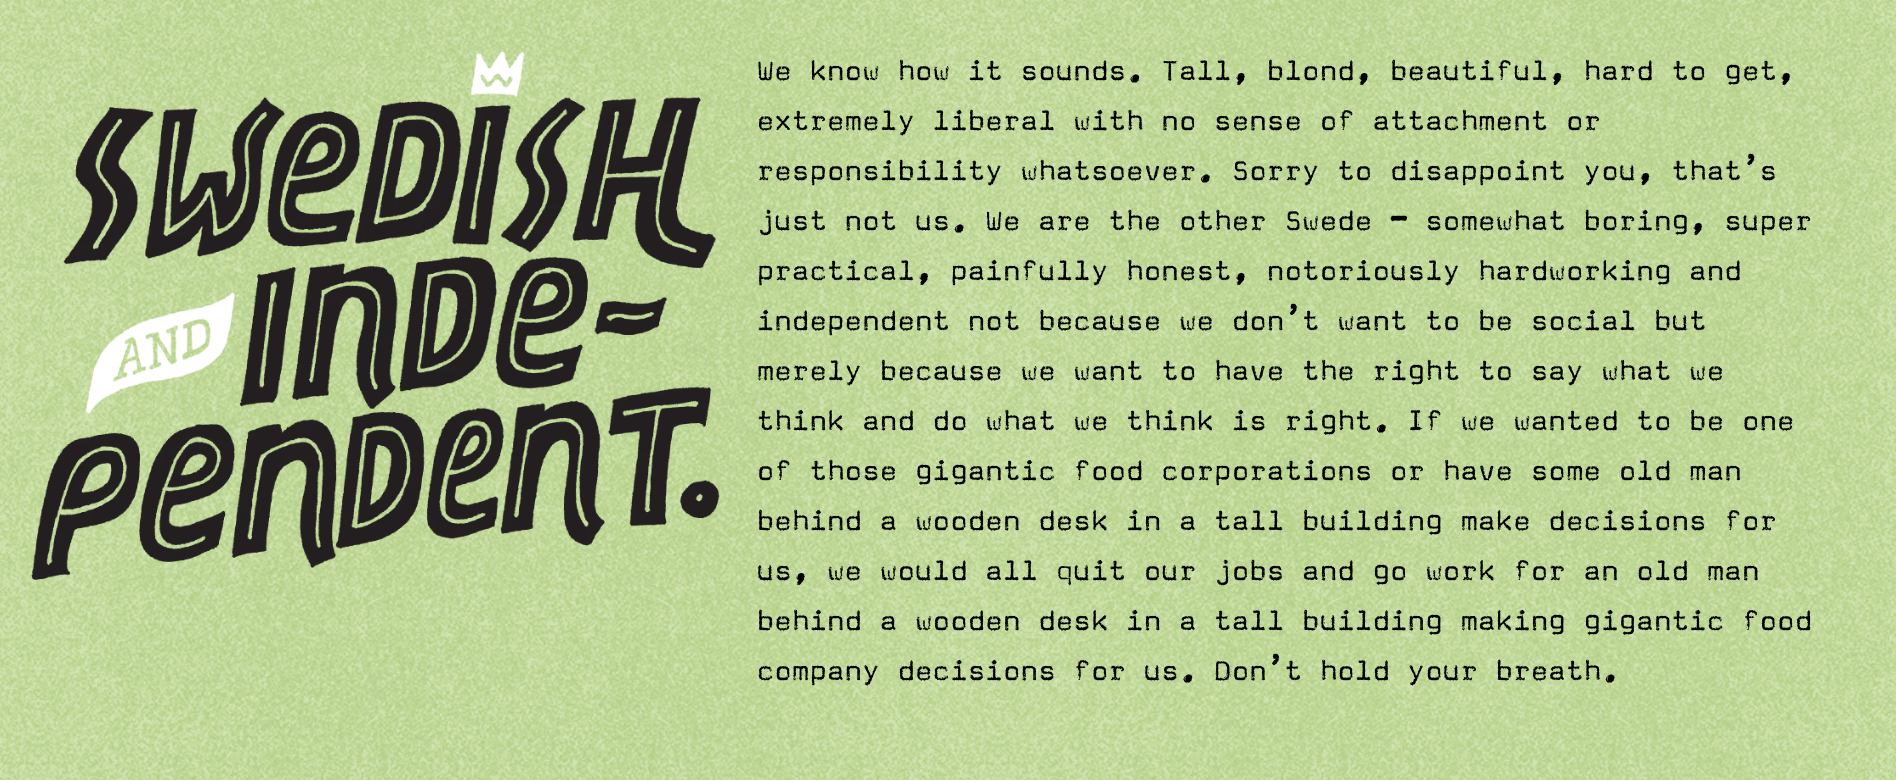 SWeDISH
AND INDe-
PeNDeNT.
We know how it sounds. Tall, blond, beautiful, hard to get,
extremely liberal with no sense of attachment or
responsibility whatsoever. Sorry to disappoint you, that’s
just not us. We are the other Swede – somewhat boring, super
practical, painfully honest, notoriously hardworking and
independent not because we don’t want to be social but
merely because we want to have the right to say what we
think and do what we think is right. If we wanted to be one
of those gigantic food corporations or have some old man
behind a wooden desk in a tall building make decisions for
us, we would all quit our jobs and go work for an old man
behind a wooden desk in a tall building making gigantic food
company decisions for us. Don’t hold your breath.